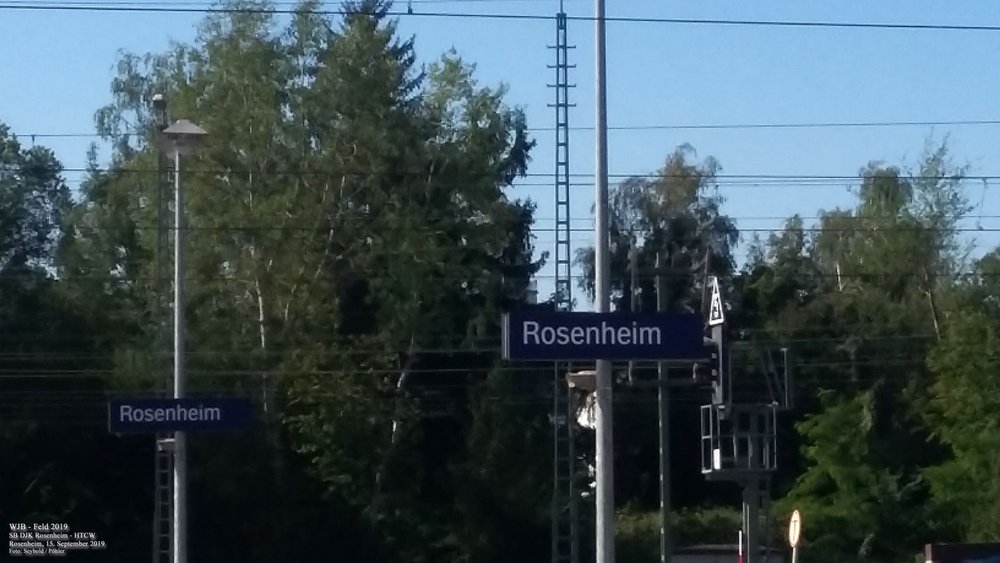 Rosenheim
Rosenheim
WJB - Feld 2019
SB DJK Rosenheim - HTCW
Rosenheim, 15. September 2019
Foto: Seybold / Pöhler